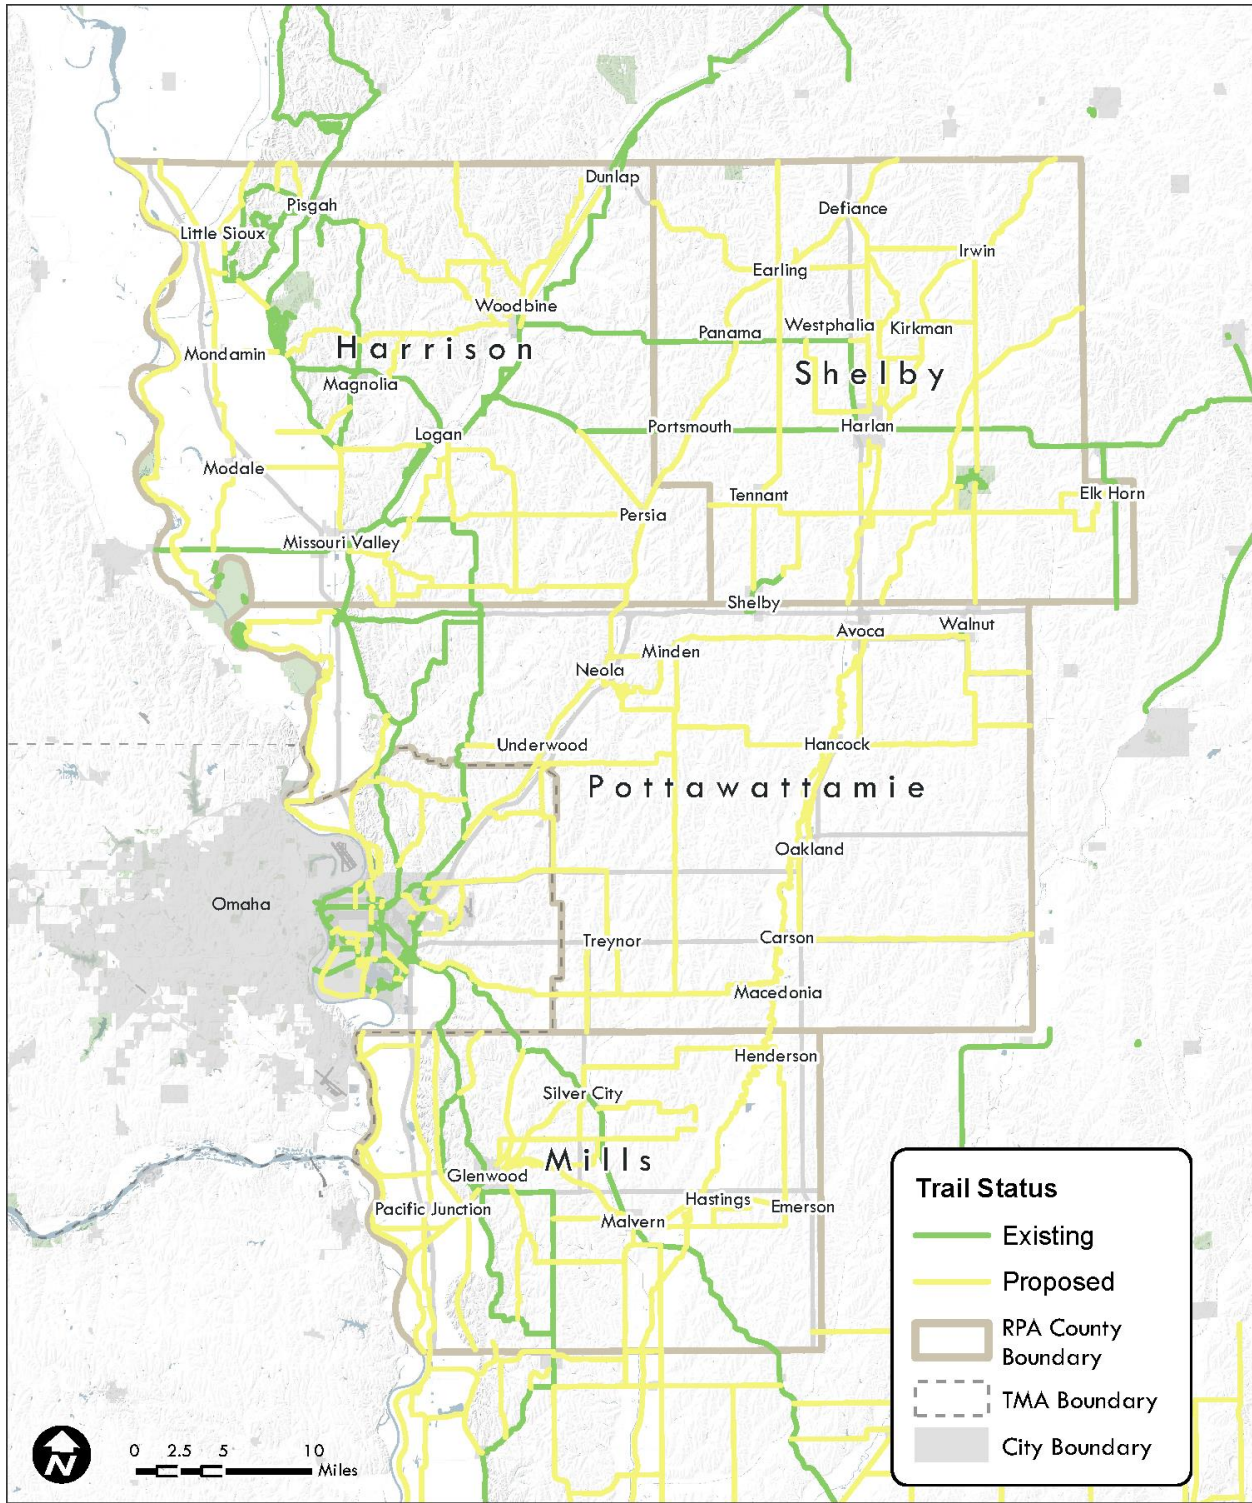 Dunlap
Pisgah
Defiance
Little Sioux
Irwin
Earling
Woodbine
Panama
Westphalia
Kirkman
Harrison
Mondamin
Shelby
Magnolia
Portsmouth
Harlan
Logan
Modale
Tennant
Elk Horn
Persia
Missouri Valley
Shelby
Avoca
Walnut
Minden
Neola
Underwood
Hancock
Pottawattamie
Oakland
Omaha
Treynor
Carson
Macedonia
Henderson
Silver City
Mills
Glenwood
Hastings
Emerson
Pacific Junction
Malvern
Trail Status
Existing
Proposed
RPA County
Boundary
TMA Boundary
City Boundary
N
0 2.5 5 10
Miles